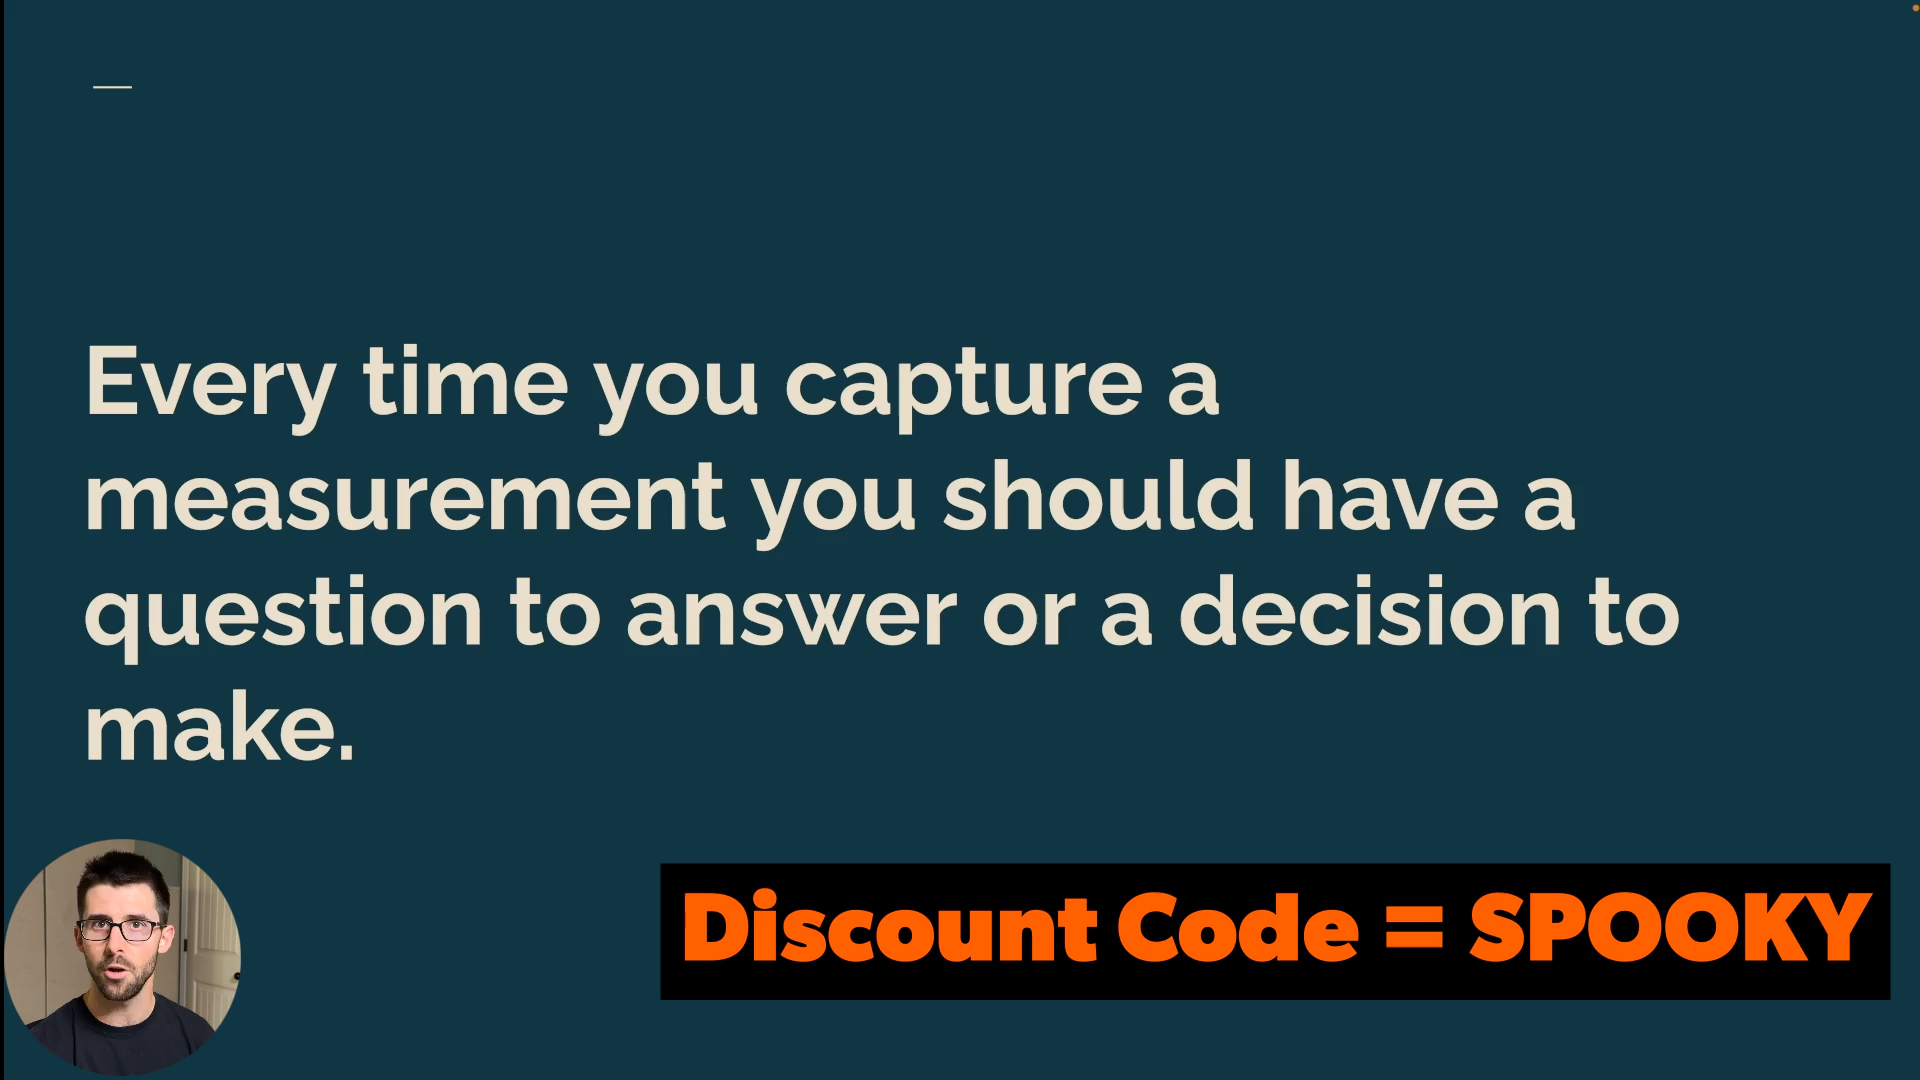 Every time you capture a
measurement you should have a
question to answer or a decision to
make.
Discount Code = SPOOKY